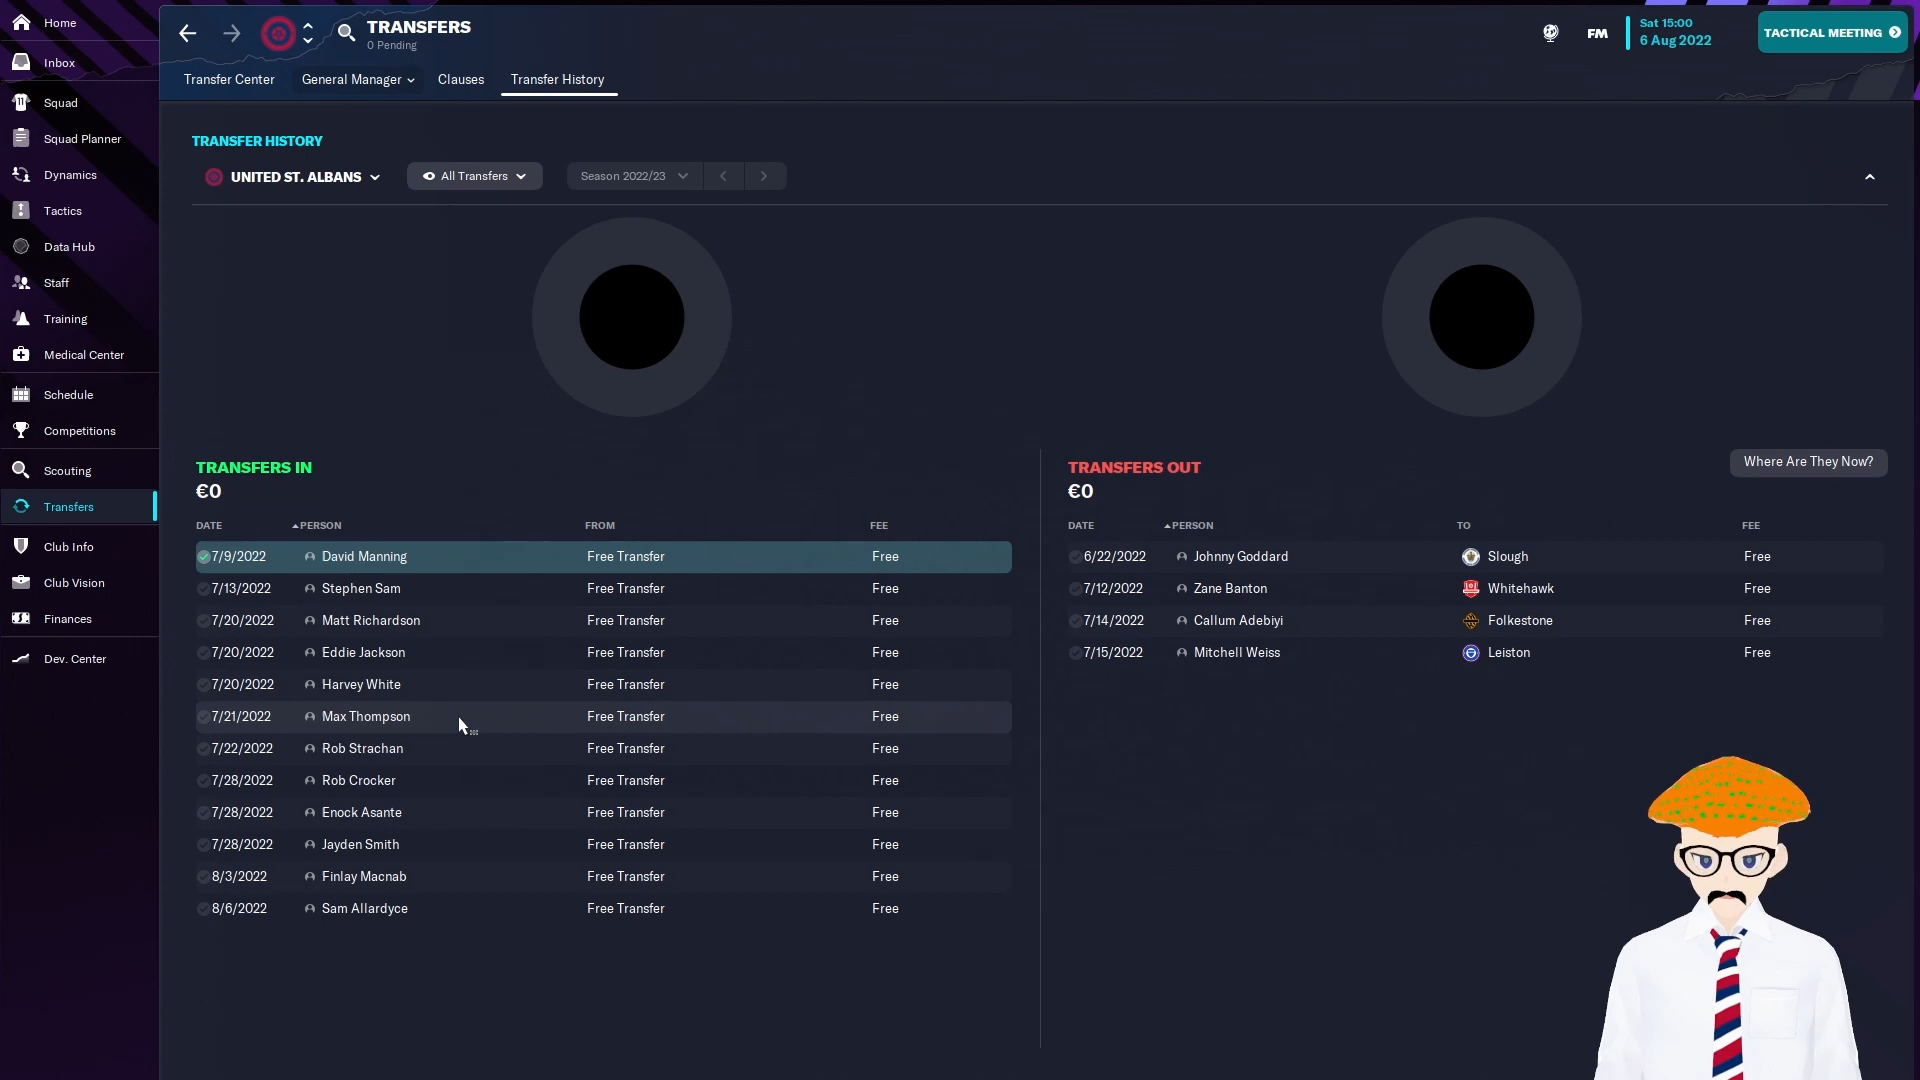 Home
Inbox
Squad
Squad Planner
Dynamics
Tactics
Data Hub
Staff
Training
Medical Center
Schedule
Competitions
Scouting
Transfers
Club Info
Club Vision
Finances
Dev. Center
TRANSFERS
0 Pending
FM
Sat 15:00
6 Aug 2022
TACTICAL MEETING
Transfer Center General Manager Clauses Transfer History
TRANSFER HISTORY
UNITED ST. ALBANS All Transfers Season 2022/23
TRANSFERS IN
€0
DATE PERSON FROM FEE
7/9/2022 David Manning Free Transfer Free
7/13/2022 Stephen Sam Free Transfer Free
7/20/2022 Matt Richardson Free Transfer Free
7/20/2022 Eddie Jackson Free Transfer Free
7/20/2022 Harvey White Free Transfer Free
7/21/2022 Max Thompson Free Transfer Free
7/22/2022 Rob Strachan Free Transfer Free
7/28/2022 Rob Crocker Free Transfer Free
7/28/2022 Enock Asante Free Transfer Free
7/28/2022 Jayden Smith Free Transfer Free
8/3/2022 Finlay Macnab Free Transfer Free
8/6/2022 Sam Allardyce Free Transfer Free
TRANSFERS OUT
€0
Where Are They Now?
DATE PERSON TO FEE
6/22/2022 Johnny Goddard Slough Free
7/12/2022 Zane Banton Whitehawk Free
7/14/2022 Callum Adebiyi Folkestone Free
7/15/2022 Mitchell Weiss Leiston Free